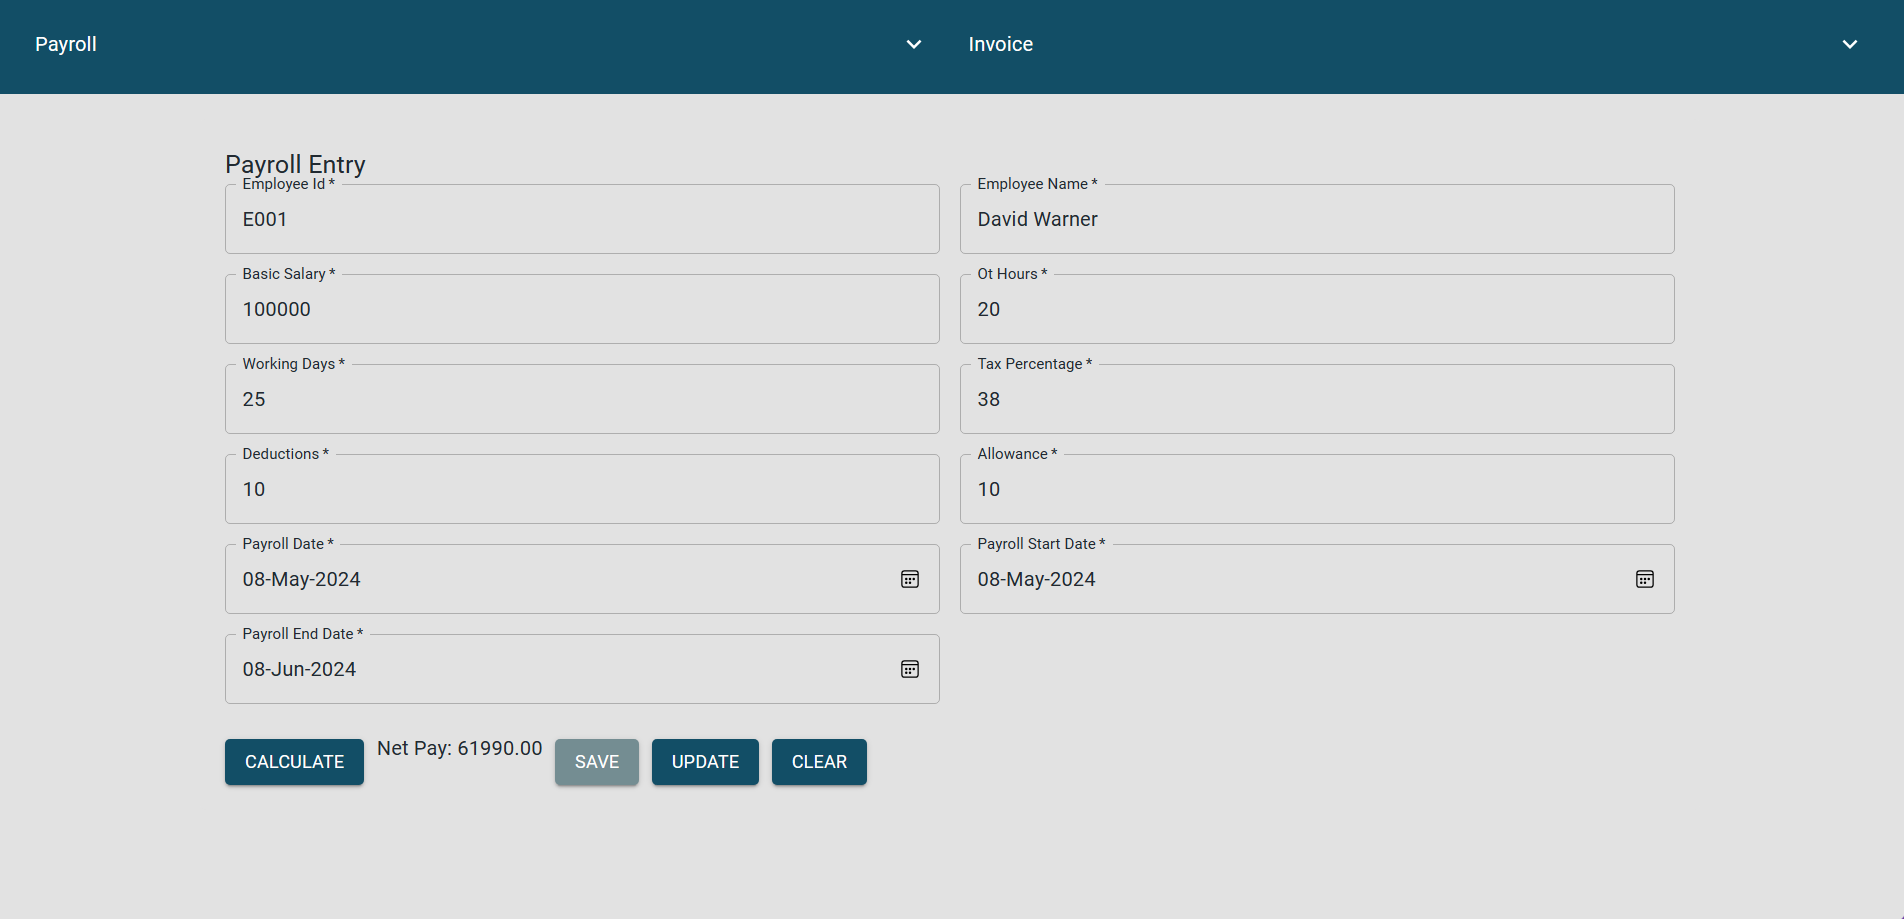 Payroll
Invoice
Payroll Entry
Employee Id *
E001
Employee Name *
David Warner
Basic Salary *
100000
Ot Hours *
20
Working Days *
25
Tax Percentage *
38
Deductions *
10
Allowance *
10
Payroll Date *
08-May-2024
Payroll Start Date *
08-May-2024
Payroll End Date *
08-Jun-2024
CALCULATE
Net Pay: 61990.00
SAVE
UPDATE
CLEAR